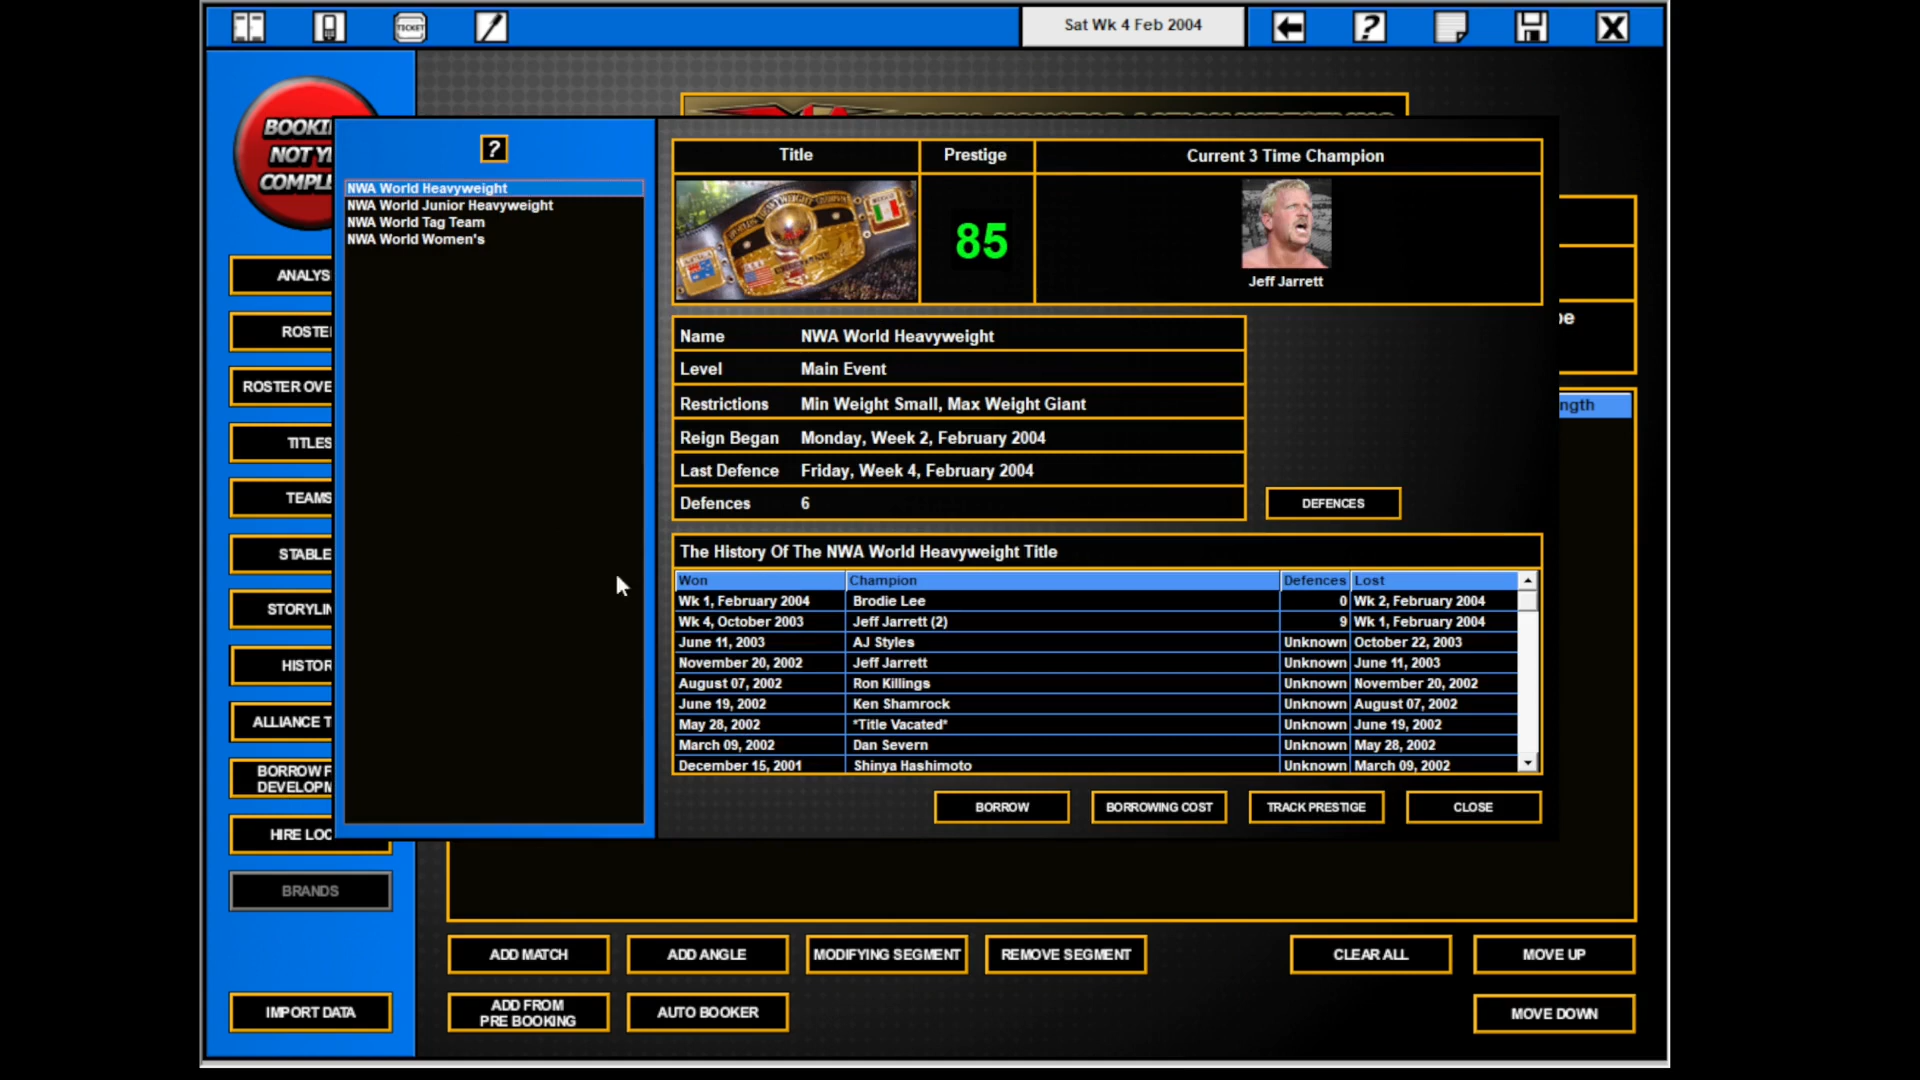 TICKET
Sat Wk 4 Feb 2004
?
BOOKI
NOT Y
COMPL
?
NWA World Heavyweight
NWA World Junior Heavyweight
NWA World Tag Team
NWA World Women's
Title
Prestige
Current 3 Time Champion
85
Jeff Jarrett
Name NWA World Heavyweight
Level Main Event
Restrictions Min Weight Small, Max Weight Giant
Reign Began Monday, Week 2, February 2004
Last Defence Friday, Week 4, February 2004
Defences 6
DEFENCES
The History Of The NWA World Heavyweight Title
Won Champion Defences Lost
Wk 1, February 2004 Brodie Lee 0 Wk 2, February 2004
Wk 4, October 2003 Jeff Jarrett (2) 9 Wk 1, February 2004
June 11, 2003 AJ Styles Unknown October 22, 2003
November 20, 2002 Jeff Jarrett Unknown June 11, 2003
August 07, 2002 Ron Killings Unknown November 20, 2002
June 19, 2002 Ken Shamrock Unknown August 07, 2002
May 28, 2002 *Title Vacated* Unknown June 19, 2002
March 09, 2002 Dan Severn Unknown May 28, 2002
December 15, 2001 Shinya Hashimoto Unknown March 09, 2002
BORROW
BORROWING COST
TRACK PRESTIGE
CLOSE
pe
ngth
ANALYS
ROSTE
ROSTER OVE
TITLES
TEAMS
STABLE
STORYLIN
HISTOR
ALLIANCE T
BORROW F
DEVELOPM
HIRE LOC
BRANDS
IMPORT DATA
ADD MATCH
ADD ANGLE
MODIFYING SEGMENT
REMOVE SEGMENT
CLEAR ALL
MOVE UP
ADD FROM
PRE BOOKING
AUTO BOOKER
MOVE DOWN